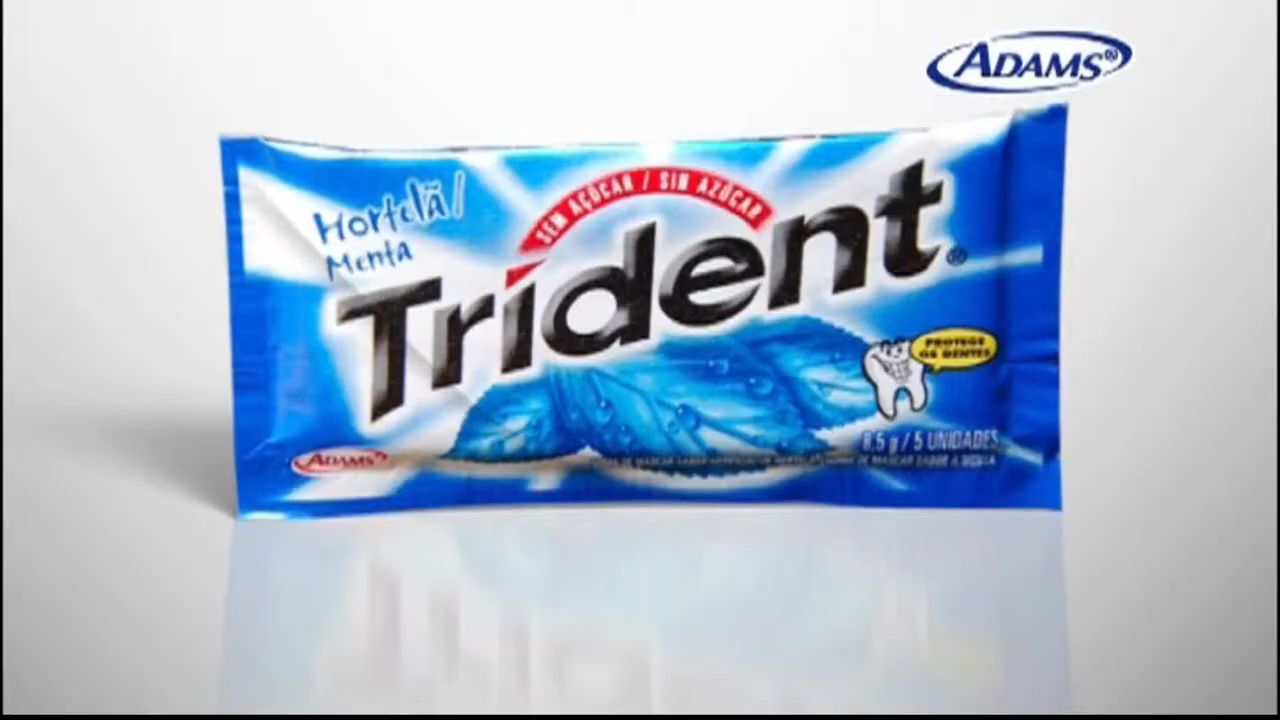 ADAMS®
Hortelã/
Menta
SEM AÇÚCAR / SIN AZÚCAR
Trident®
PROTEGE
OS DENTES
8,5 g / 5 UNIDADES
ADAMS®